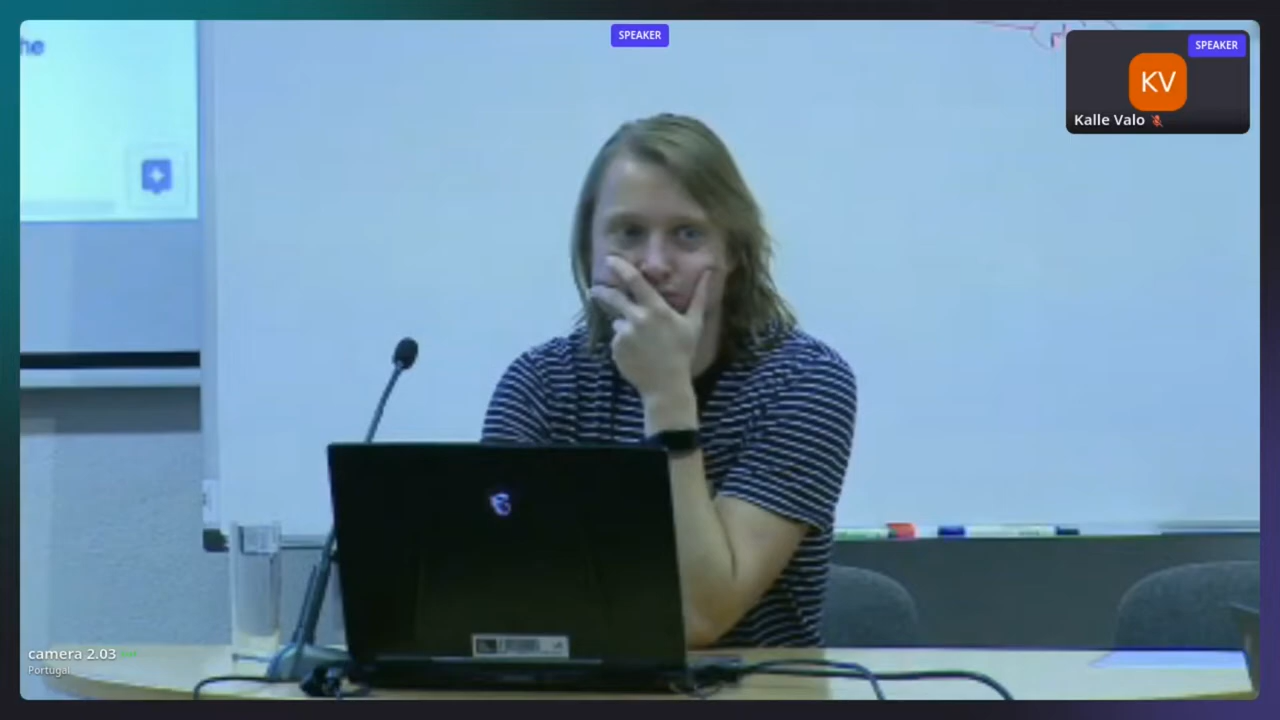 he
SPEAKER
SPEAKER
KV
Kalle Valo
camera 2.03
Portugal